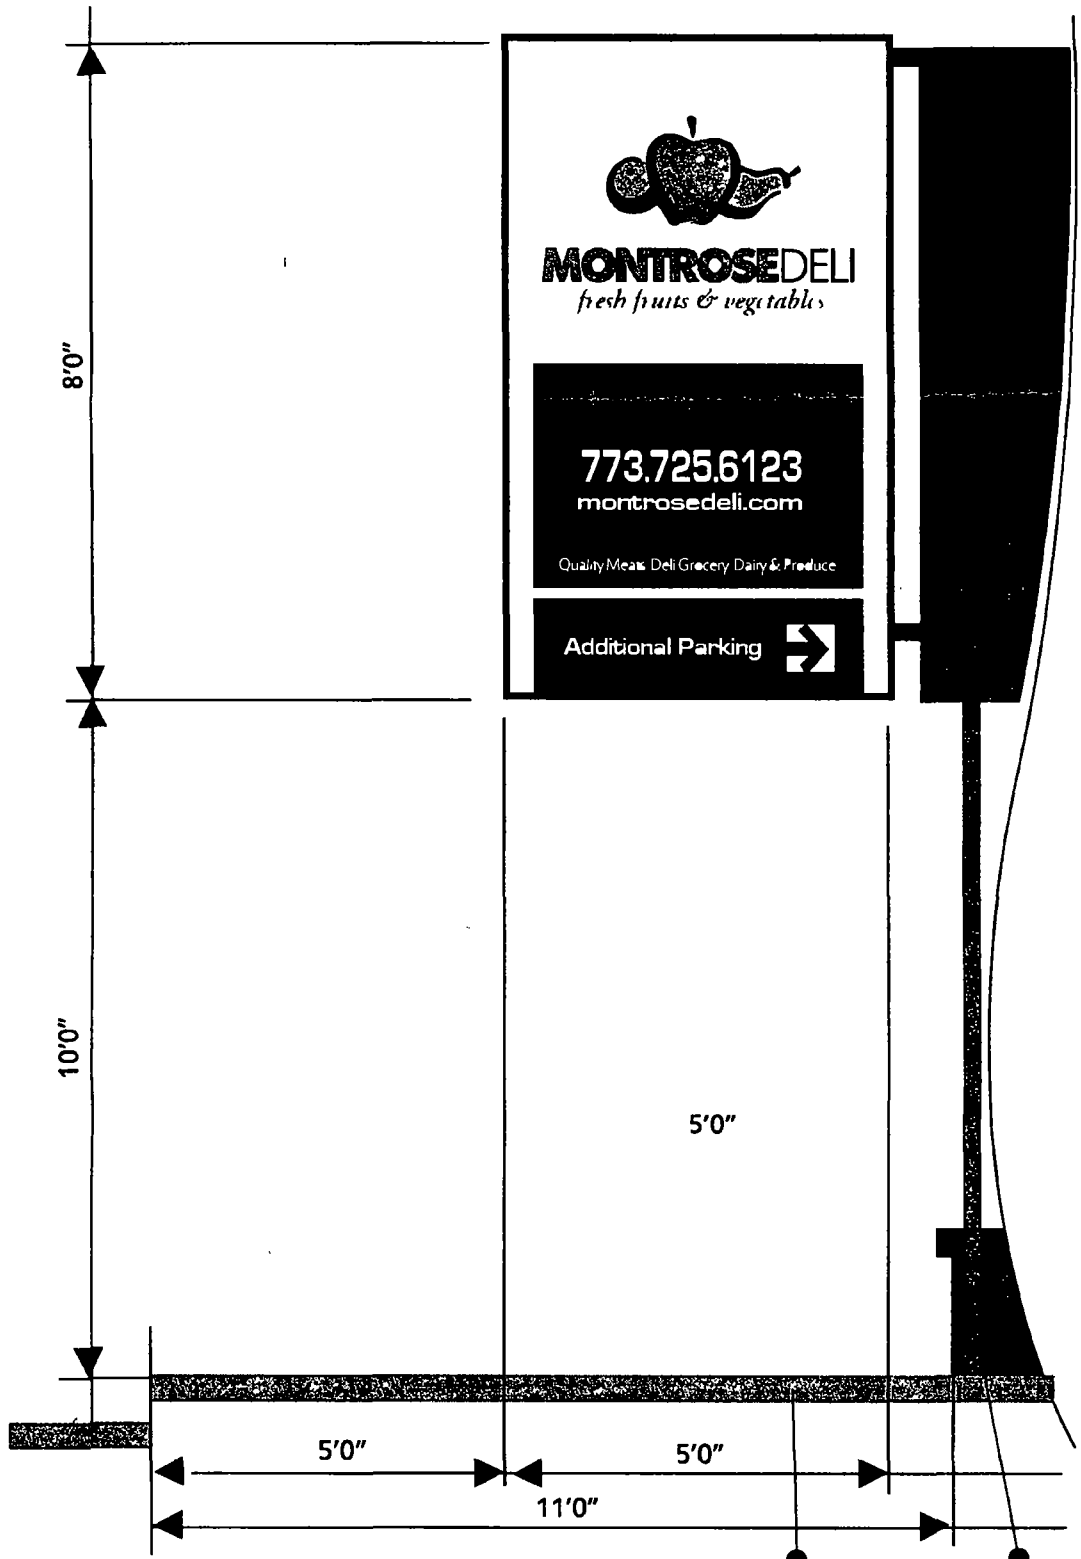 MONTROSEDELI
fresh fruits & vegetables
8'0"
773.725.6123
montrosedeli.com
Quality Meats Deli Grocery Dairy & Produce
Additional Parking
10'0"
5'0"
5'0"
5'0"
11'0"